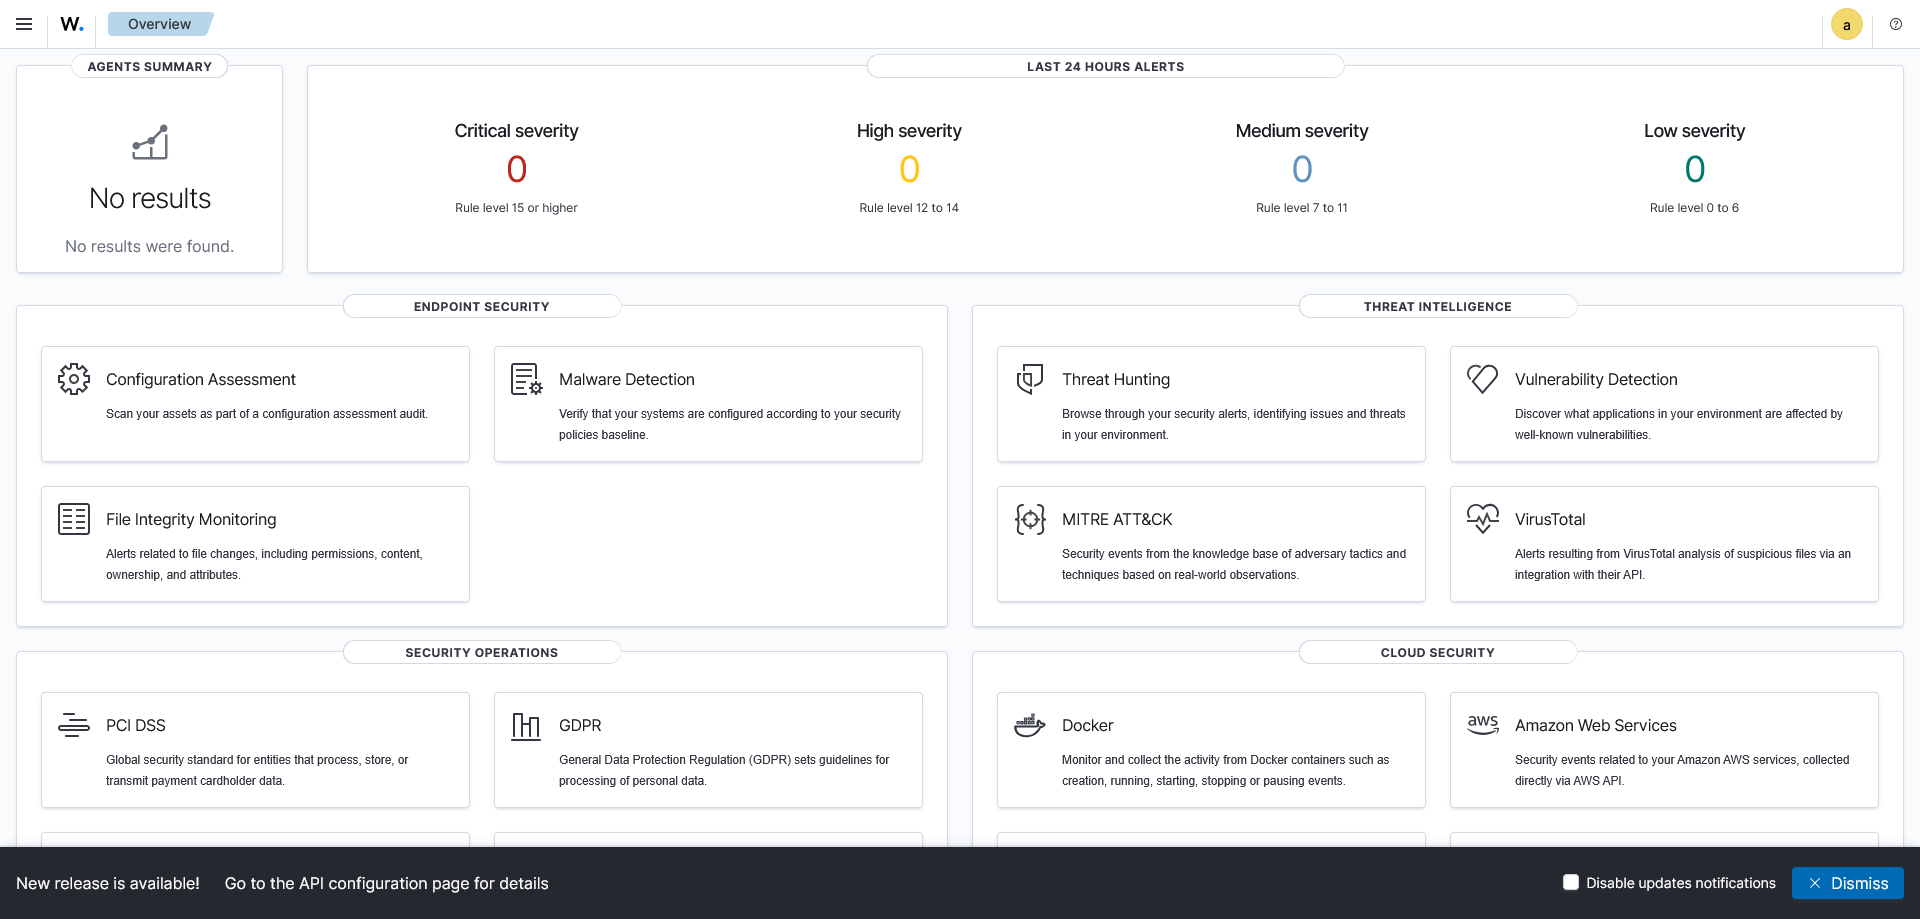 W.
Overview
a
AGENTS SUMMARY
No results
No results were found.
LAST 24 HOURS ALERTS
Critical severity
0
Rule level 15 or higher
High severity
0
Rule level 12 to 14
Medium severity
0
Rule level 7 to 11
Low severity
0
Rule level 0 to 6
ENDPOINT SECURITY
Configuration Assessment
Scan your assets as part of a configuration assessment audit.
Malware Detection
Verify that your systems are configured according to your security
policies baseline.
File Integrity Monitoring
Alerts related to file changes, including permissions, content,
ownership, and attributes.
THREAT INTELLIGENCE
Threat Hunting
Browse through your security alerts, identifying issues and threats
in your environment.
Vulnerability Detection
Discover what applications in your environment are affected by
well-known vulnerabilities.
MITRE ATT&CK
Security events from the knowledge base of adversary tactics and
techniques based on real-world observations.
VirusTotal
Alerts resulting from VirusTotal analysis of suspicious files via an
integration with their API.
SECURITY OPERATIONS
PCI DSS
Global security standard for entities that process, store, or
transmit payment cardholder data.
GDPR
General Data Protection Regulation (GDPR) sets guidelines for
processing of personal data.
CLOUD SECURITY
Docker
Monitor and collect the activity from Docker containers such as
creation, running, starting, stopping or pausing events.
aws
Amazon Web Services
Security events related to your Amazon AWS services, collected
directly via AWS API.
New release is available! Go to the API configuration page for details
Disable updates notifications
Dismiss